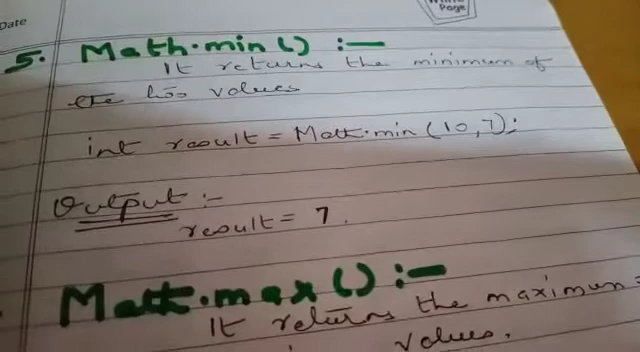 Date
Page
5. Math.min() :-
It returns the minimum of
the two values
int result = Math.min(10,7);
Output :-
result = 7.
Math.max() :-
It returns the maximum
values.